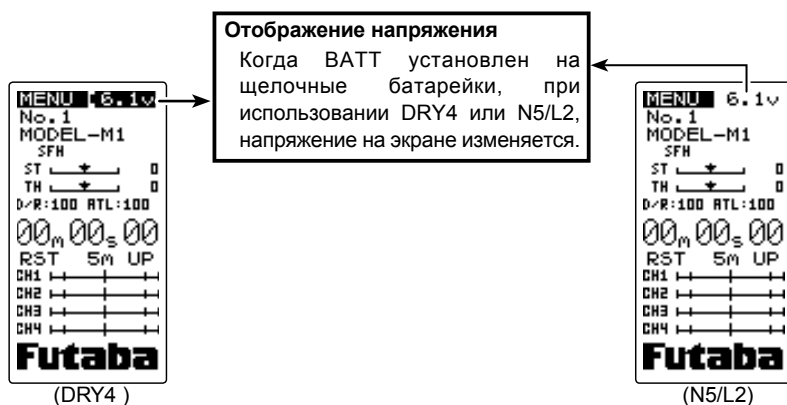 Отображение напряжения
Когда BATT установлен на
щелочные батарейки, при
использовании DRY4 или N5/L2,
напряжение на экране изменяется.
MENU 6.1v
No.1
MODEL-M1
SFH
ST 0
TH 0
D/R:100 ATL:100
00m 00s 00
RST 5m UP
CH1
CH2
CH3
CH4
Futaba
(DRY4 )
MENU 6.1v
No.1
MODEL-M1
SFH
ST 0
TH 0
D/R:100 ATL:100
00m 00s 00
RST 5m UP
CH1
CH2
CH3
CH4
Futaba
(N5/L2)